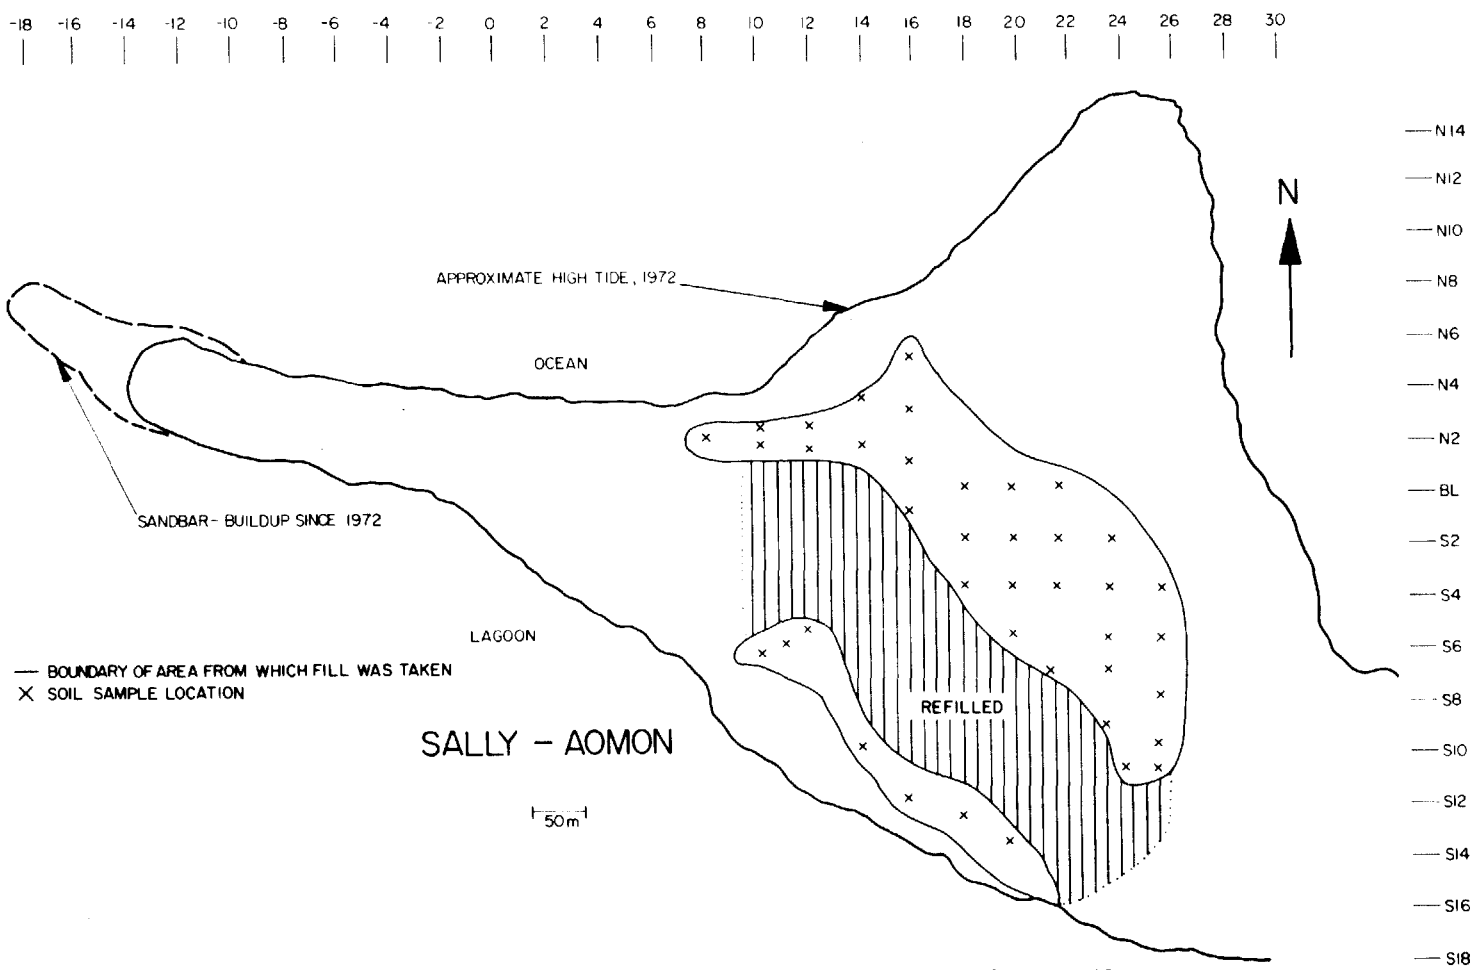 -18 -16 -14 -12 -10 -8 -6 -4 -2 0 2 4 6 8 10 12 14 16 18 20 22 24 26 28 30
N14
N12
N
N10
APPROXIMATE HIGH TIDE, 1972
N8
N6
OCEAN
N4
N2
BL
SANDBAR - BUILDUP SINCE 1972
S2
S4
LAGOON
S6
— BOUNDARY OF AREA FROM WHICH FILL WAS TAKEN
X SOIL SAMPLE LOCATION
S8
REFILLED
SALLY - AOMON
S10
S12
50m
S14
S16
S18